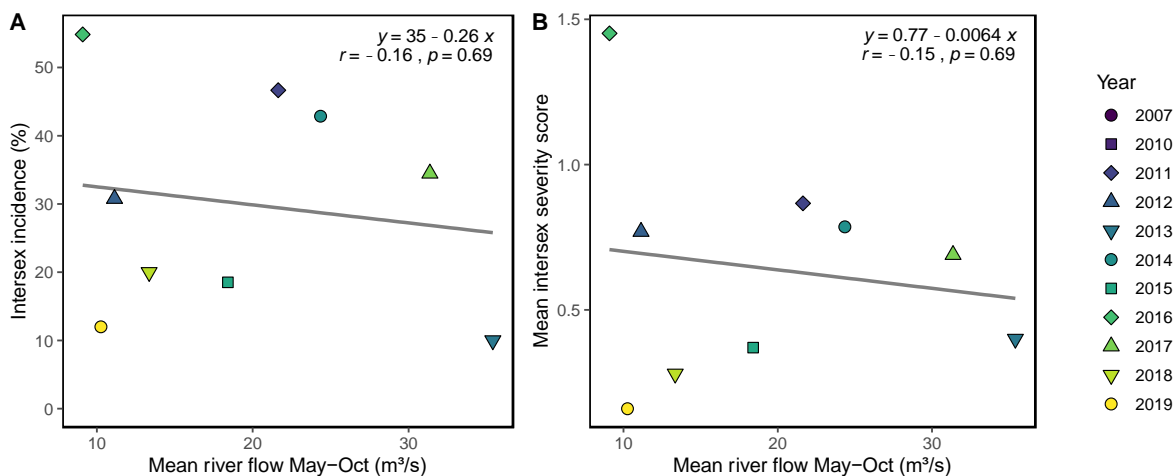 A
y = 35 − 0.26 x
r = − 0.16 , p = 0.69
50
40
30
20
10
0
Intersex incidence (%)
10
20
30
Mean river flow May−Oct (m³/s)
B
y = 0.77 − 0.0064 x
r = − 0.15 , p = 0.69
1.5
1.0
0.5
Mean intersex severity score
10
20
30
Mean river flow May−Oct (m³/s)
Year
2007
2010
2011
2012
2013
2014
2015
2016
2017
2018
2019